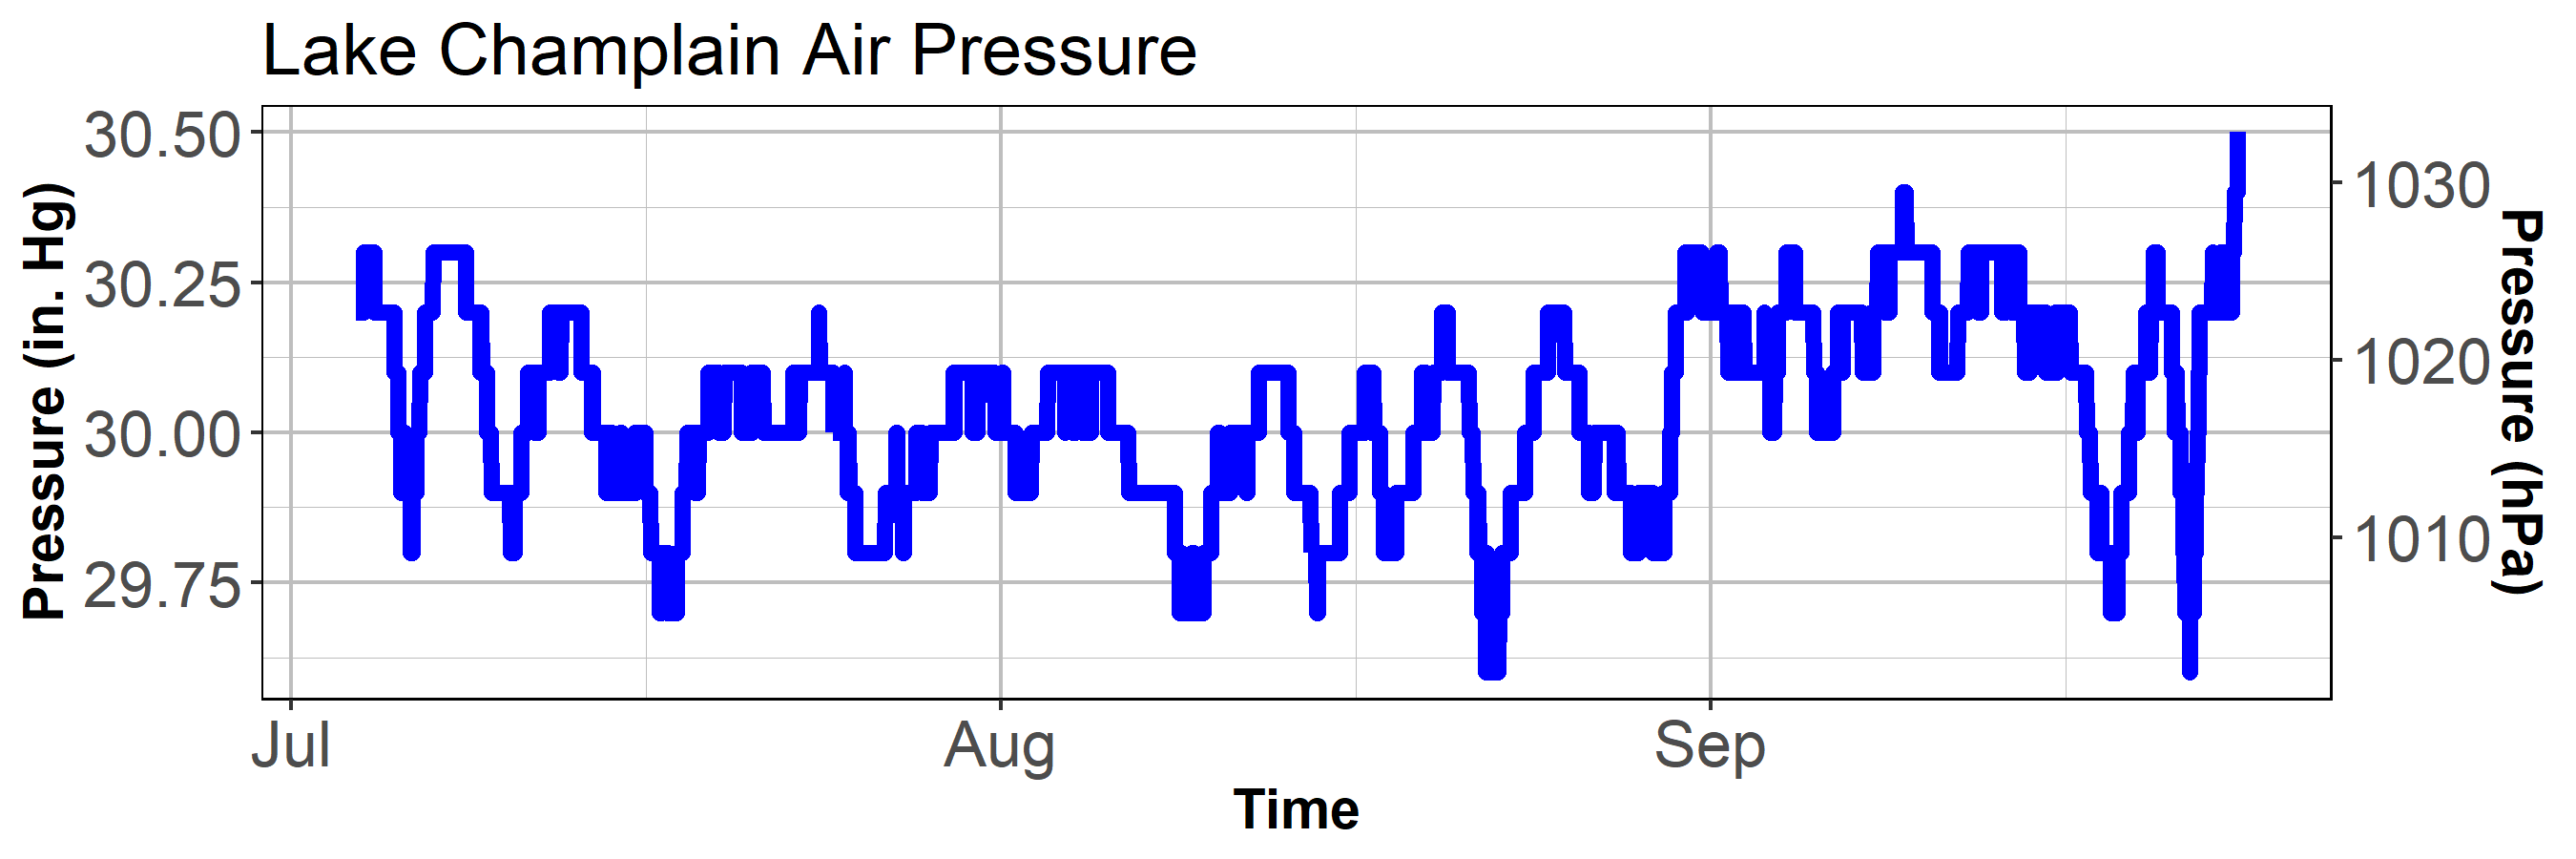 Lake Champlain Air Pressure
30.50
30.25
30.00
29.75
Pressure (in. Hg)
1030
1020
1010
Pressure (hPa)
Jul Aug Sep
Time